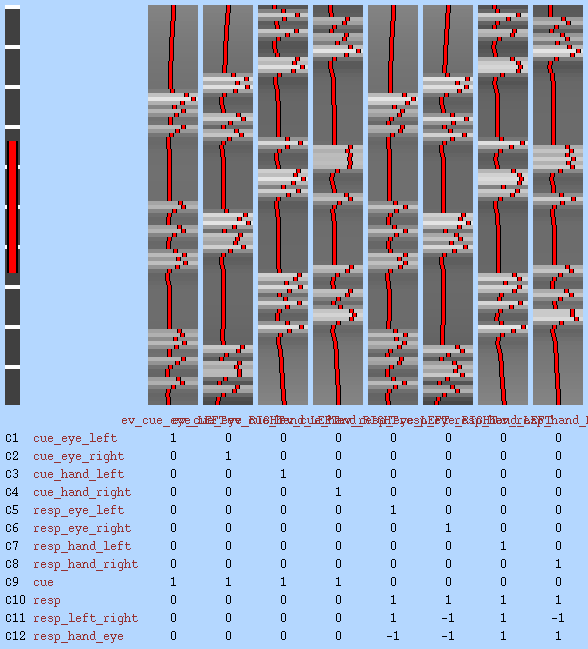 C1 cue_eye_left 1 0 0 0 0 0 0 0
C2 cue_eye_right 0 1 0 0 0 0 0 0
C3 cue_hand_left 0 0 1 0 0 0 0 0
C4 cue_hand_right 0 0 0 1 0 0 0 0
C5 resp_eye_left 0 0 0 0 1 0 0 0
C6 resp_eye_right 0 0 0 0 0 1 0 0
C7 resp_hand_left 0 0 0 0 0 0 1 0
C8 resp_hand_right 0 0 0 0 0 0 0 1
C9 cue 1 1 1 1 0 0 0 0
C10 resp 0 0 0 0 1 1 1 1
C11 resp_left_right 0 0 0 0 1 -1 1 -1
C12 resp_hand_eye 0 0 0 0 -1 -1 1 1